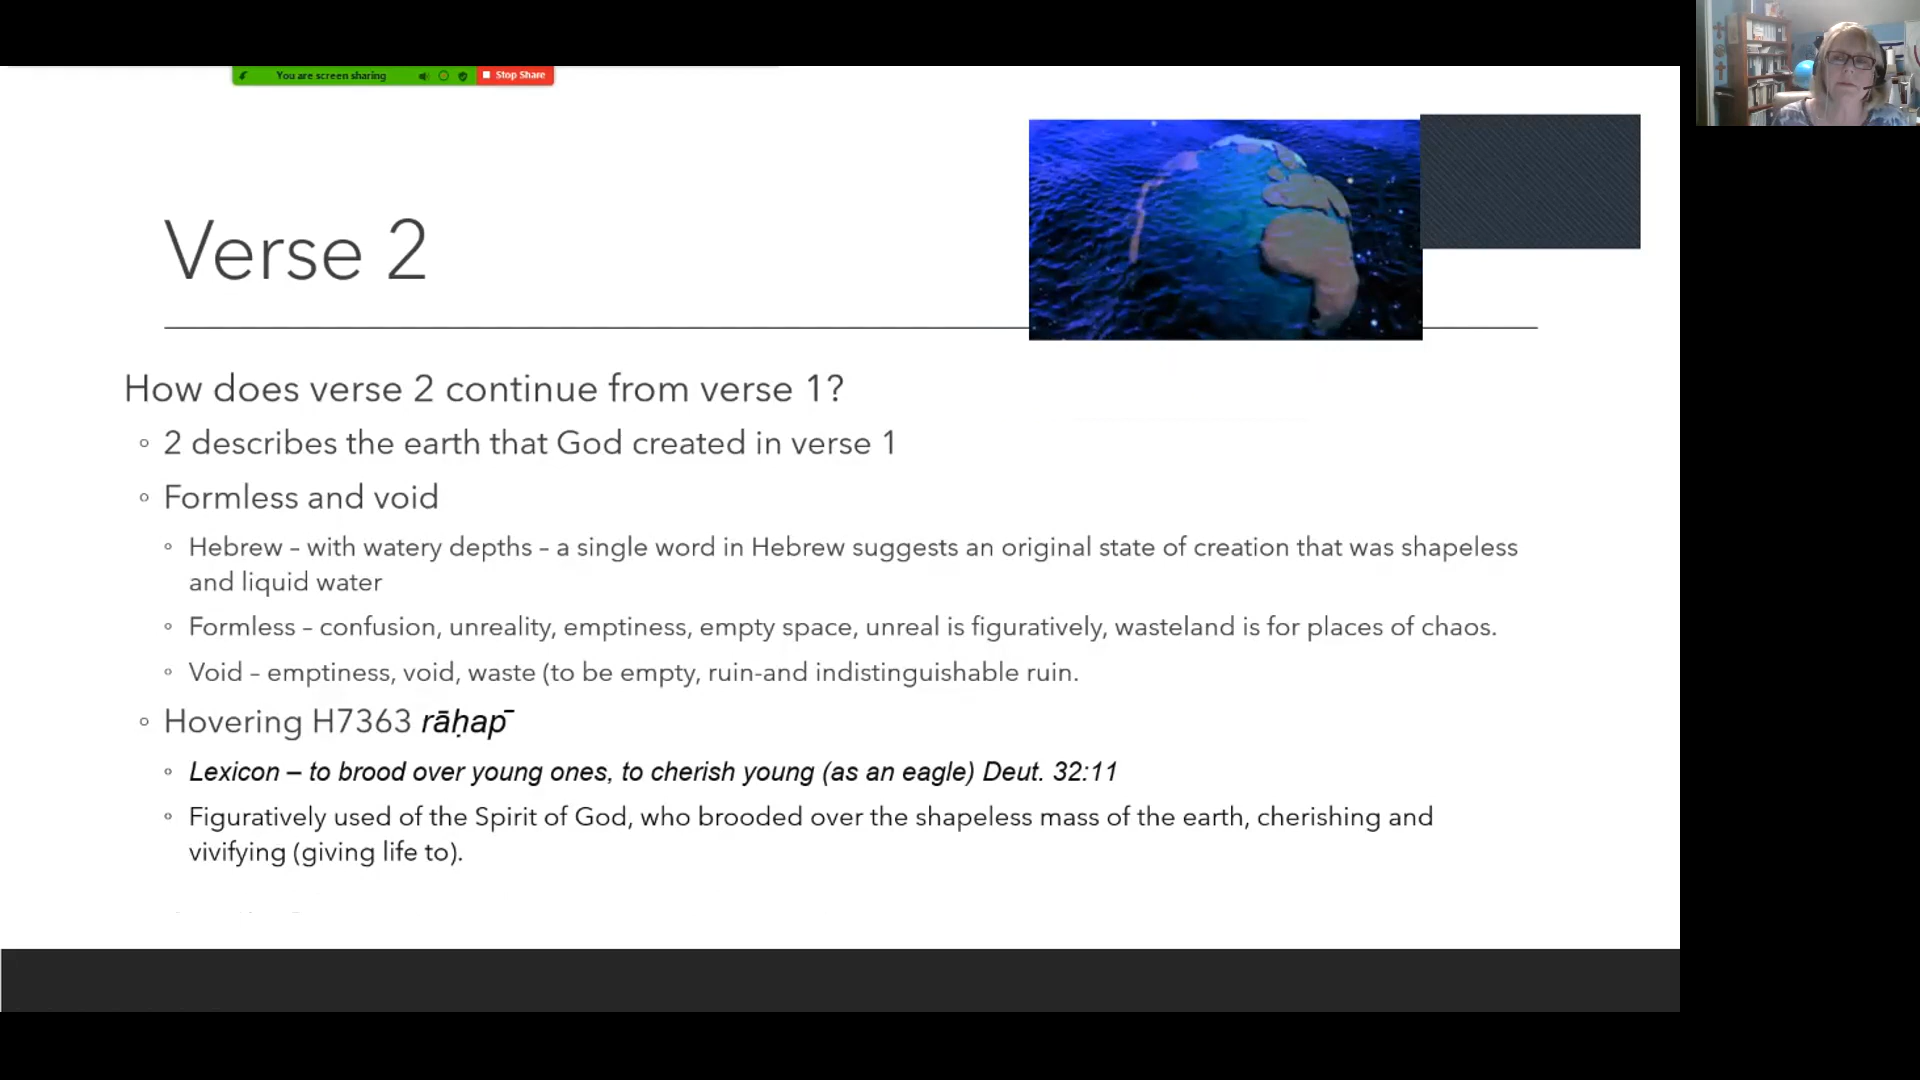 You are screen sharing
Stop Share
Verse 2
How does verse 2 continue from verse 1?
◦ 2 describes the earth that God created in verse 1
◦ Formless and void
◦ Hebrew – with watery depths – a single word in Hebrew suggests an original state of creation that was shapeless
and liquid water
◦ Formless – confusion, unreality, emptiness, empty space, unreal is figuratively, wasteland is for places of chaos.
◦ Void – emptiness, void, waste (to be empty, ruin-and indistinguishable ruin.
◦ Hovering H7363 rāḥap̄
◦ Lexicon – to brood over young ones, to cherish young (as an eagle) Deut. 32:11
◦ Figuratively used of the Spirit of God, who brooded over the shapeless mass of the earth, cherishing and
vivifying (giving life to).